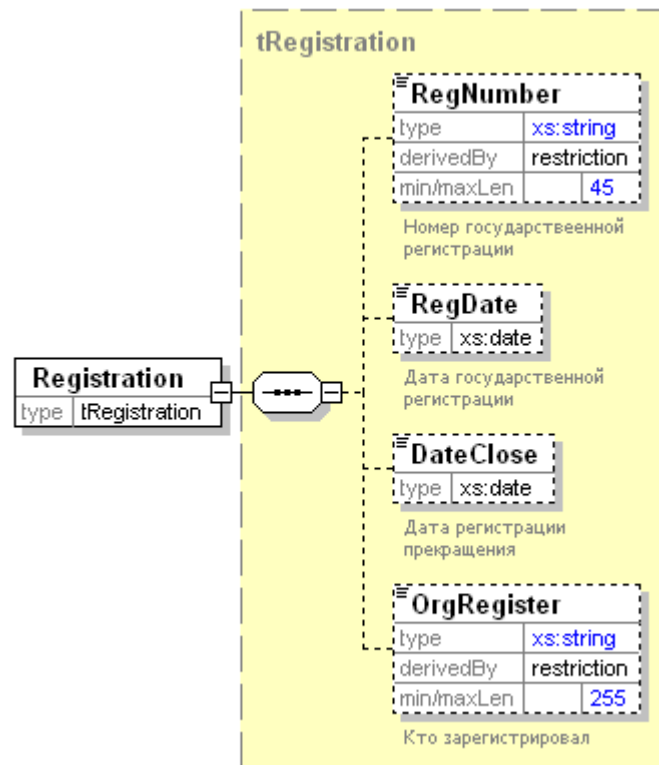 tRegistration
RegNumber
type xs:string
derivedBy restriction
min/maxLen 45
Номер государствеенной
регистрации
RegDate
type xs:date
Дата государственной
регистрации
Registration
type tRegistration
DateClose
type xs:date
Дата регистрации
прекращения
OrgRegister
type xs:string
derivedBy restriction
min/maxLen 255
Кто зарегистрировал